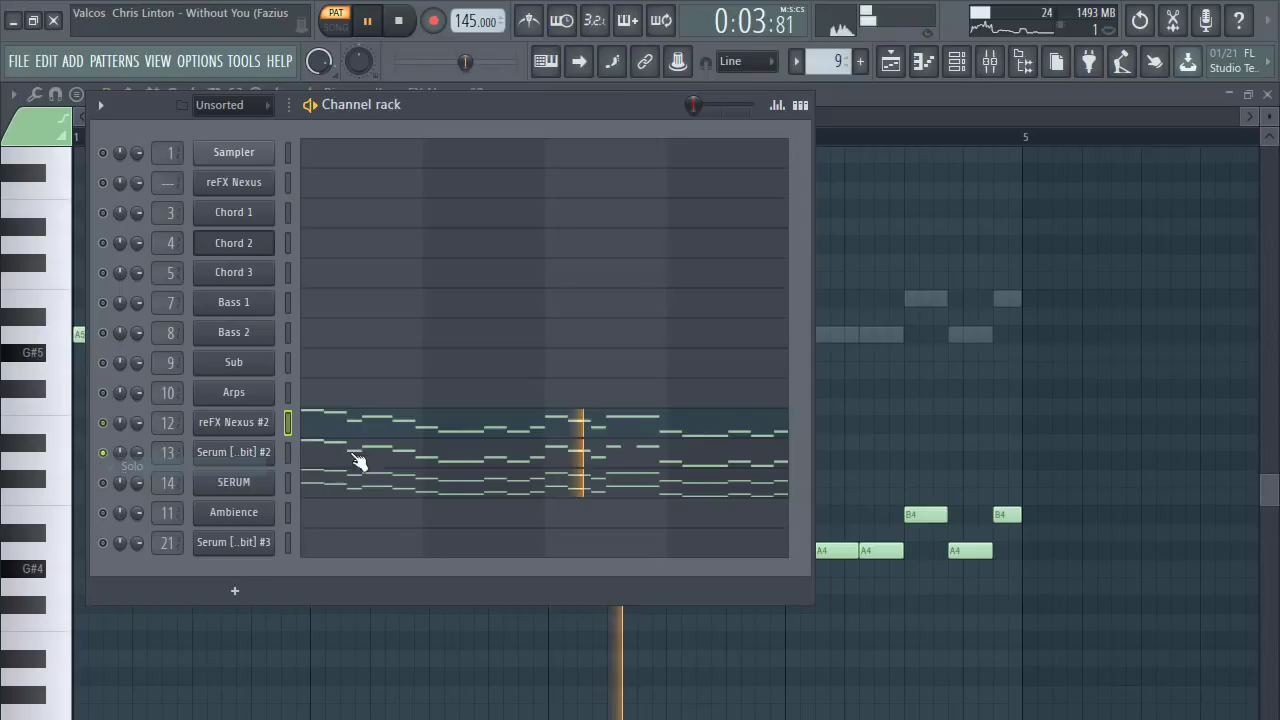 Valcos Chris Linton - Without You (Fazius
PAT
SONG
145.000
3.2.
0:03:81
M:S:CS
24
1493 MB
1
FILE EDIT ADD PATTERNS VIEW OPTIONS TOOLS HELP
Line
9
01/21 FL
Studio Te..
Unsorted
Channel rack
1
5
1 Sampler
--- reFX Nexus
3 Chord 1
4 Chord 2
5 Chord 3
7 Bass 1
8 Bass 2
9 Sub
10 Arps
12 reFX Nexus #2
13 Serum [..bit] #2
Solo
14 SERUM
11 Ambience
21 Serum [..bit] #3
+
A5
G#5
B4
B4
A4
A4
A4
G#4